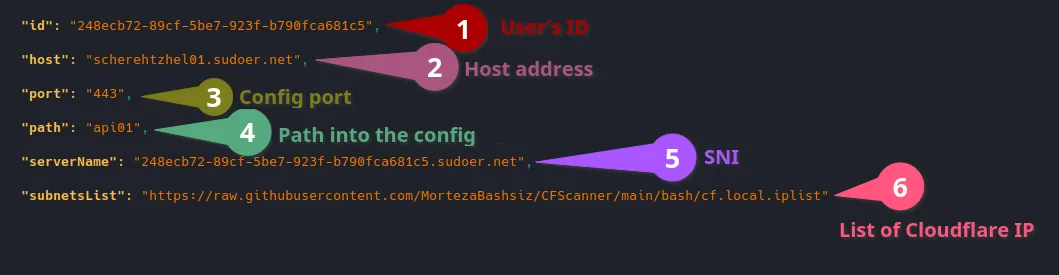 "id": "248ecb72-89cf-5be7-923f-b790fca681c5", 1 User's ID
"host": "scherehtzhel01.sudoer.net", 2 Host address
"port": "443", 3 Config port
"path": "api01", 4 Path into the config
"serverName": "248ecb72-89cf-5be7-923f-b790fca681c5.sudoer.net", 5 SNI
"subnetsList": "https://raw.githubusercontent.com/MortezaBashsiz/CFScanner/main/bash/cf.local.iplist" 6
List of Cloudflare IP